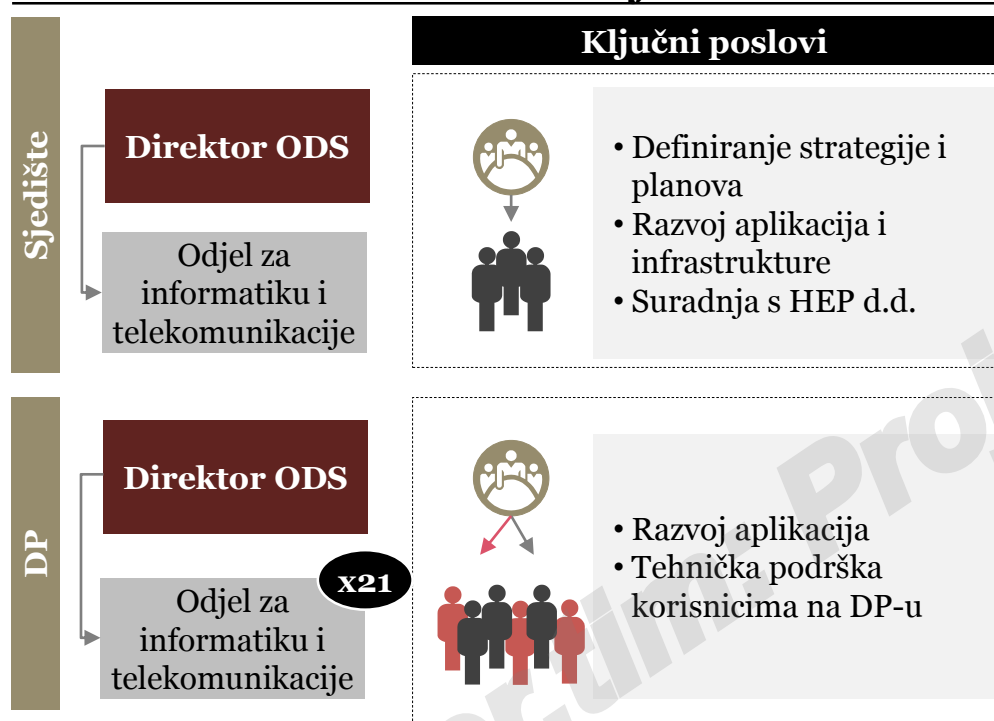 Ključni poslovi
Sjedište
Direktor ODS
Odjel za
informatiku i
telekomunikacije
• Definiranje strategije i
planova
• Razvoj aplikacija i
infrastrukture
• Suradnja s HEP d.d.
DP
Direktor ODS
x21
Odjel za
informatiku i
telekomunikacije
• Razvoj aplikacija
• Tehnička podrška
korisnicima na DP-u